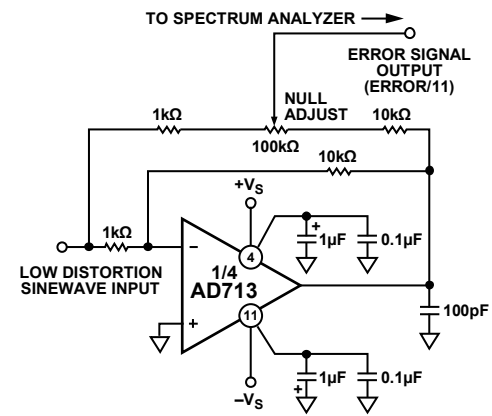 TO SPECTRUM ANALYZER
ERROR SIGNAL
OUTPUT
(ERROR/11)
NULL
ADJUST
1kΩ
10kΩ
100kΩ
10kΩ
+VS
1kΩ
+
1µF
0.1µF
–
4
LOW DISTORTION
SINEWAVE INPUT
1/4
AD713
100pF
+
11
1µF
0.1µF
+
–VS